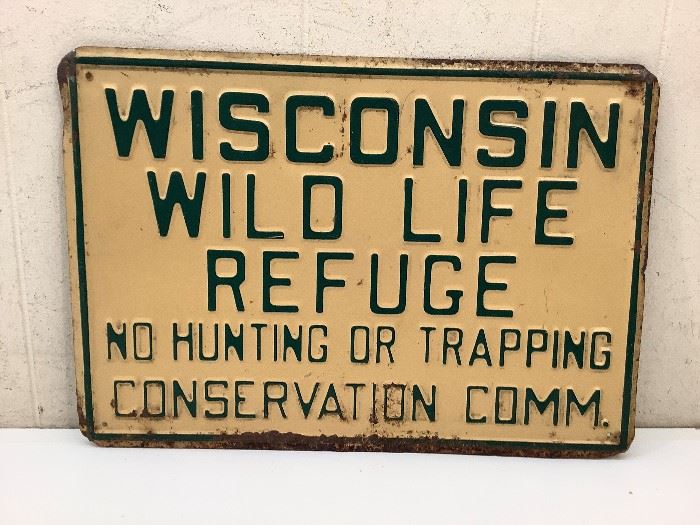 WISCONSIN
WILD LIFE
REFUGE
NO HUNTING OR TRAPPING
CONSERVATION COMM.